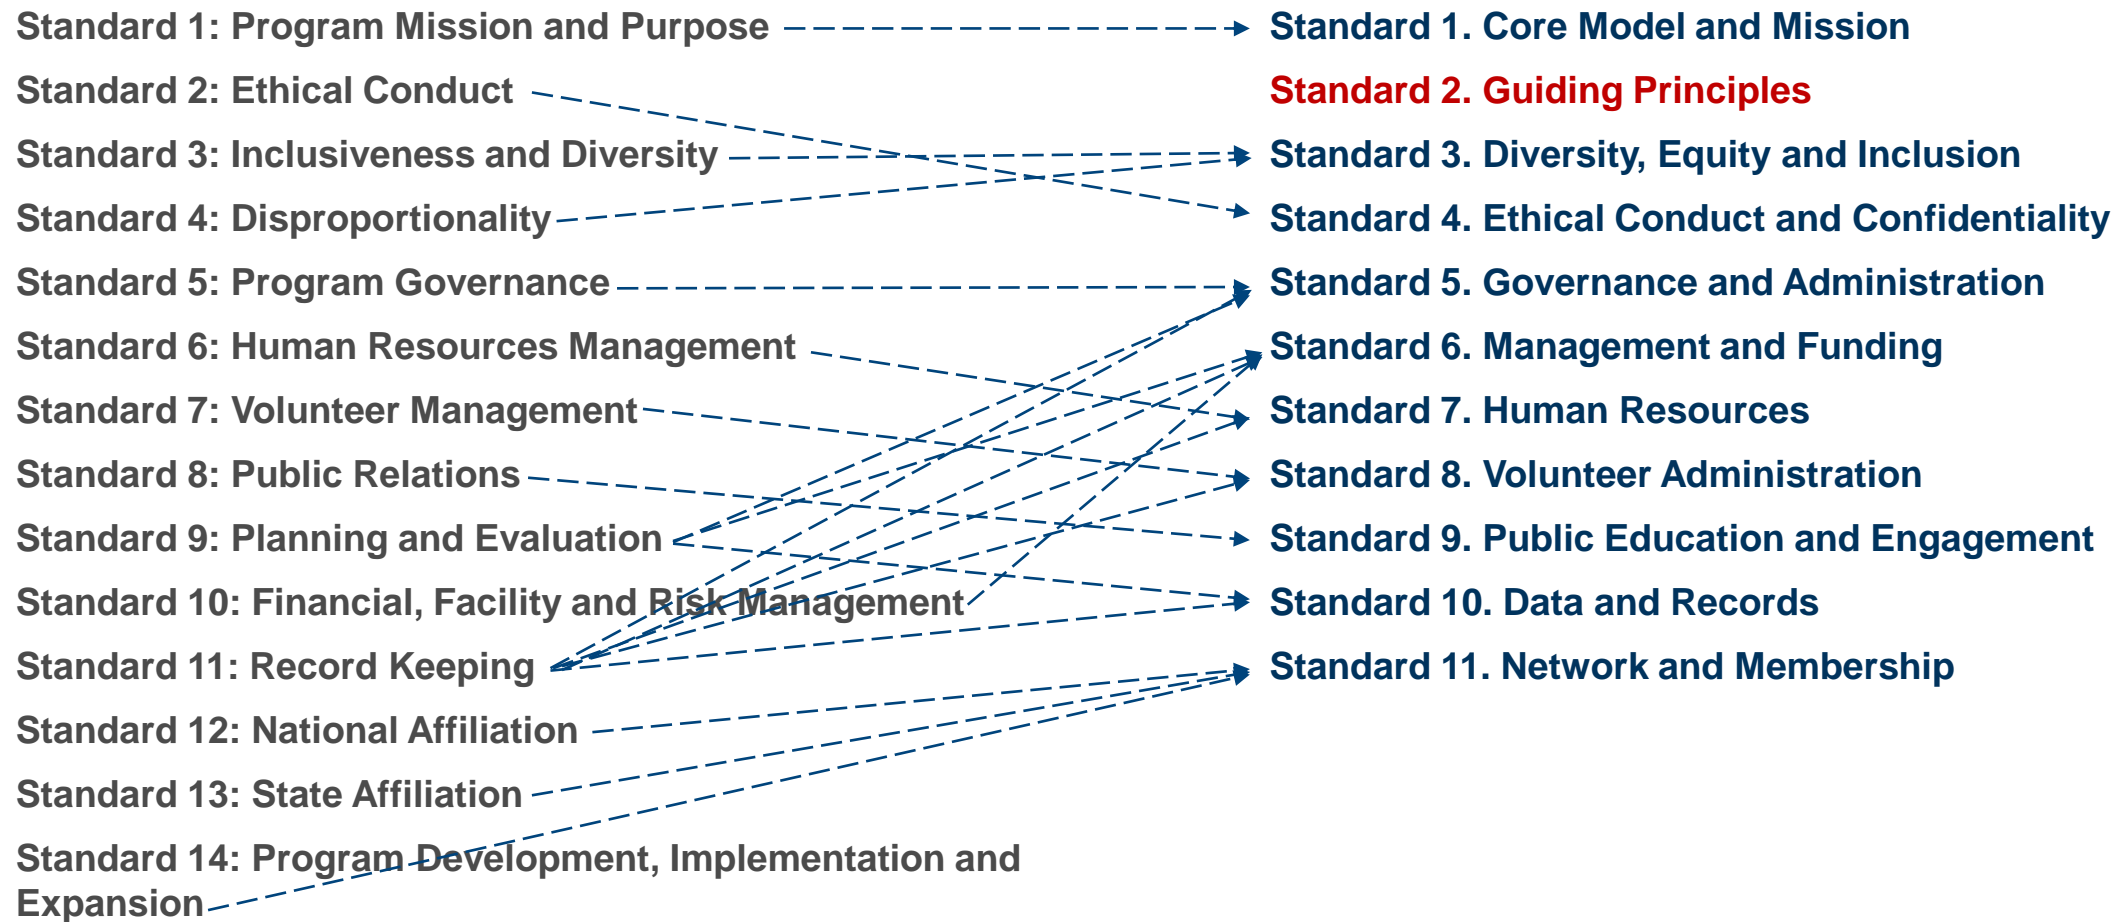 Standard 1: Program Mission and Purpose
Standard 2: Ethical Conduct
Standard 3: Inclusiveness and Diversity
Standard 4: Disproportionality
Standard 5: Program Governance
Standard 6: Human Resources Management
Standard 7: Volunteer Management
Standard 8: Public Relations
Standard 9: Planning and Evaluation
Standard 10: Financial, Facility and Risk Management
Standard 11: Record Keeping
Standard 12: National Affiliation
Standard 13: State Affiliation
Standard 14: Program Development, Implementation and
Expansion
Standard 1. Core Model and Mission
Standard 2. Guiding Principles
Standard 3. Diversity, Equity and Inclusion
Standard 4. Ethical Conduct and Confidentiality
Standard 5. Governance and Administration
Standard 6. Management and Funding
Standard 7. Human Resources
Standard 8. Volunteer Administration
Standard 9. Public Education and Engagement
Standard 10. Data and Records
Standard 11. Network and Membership